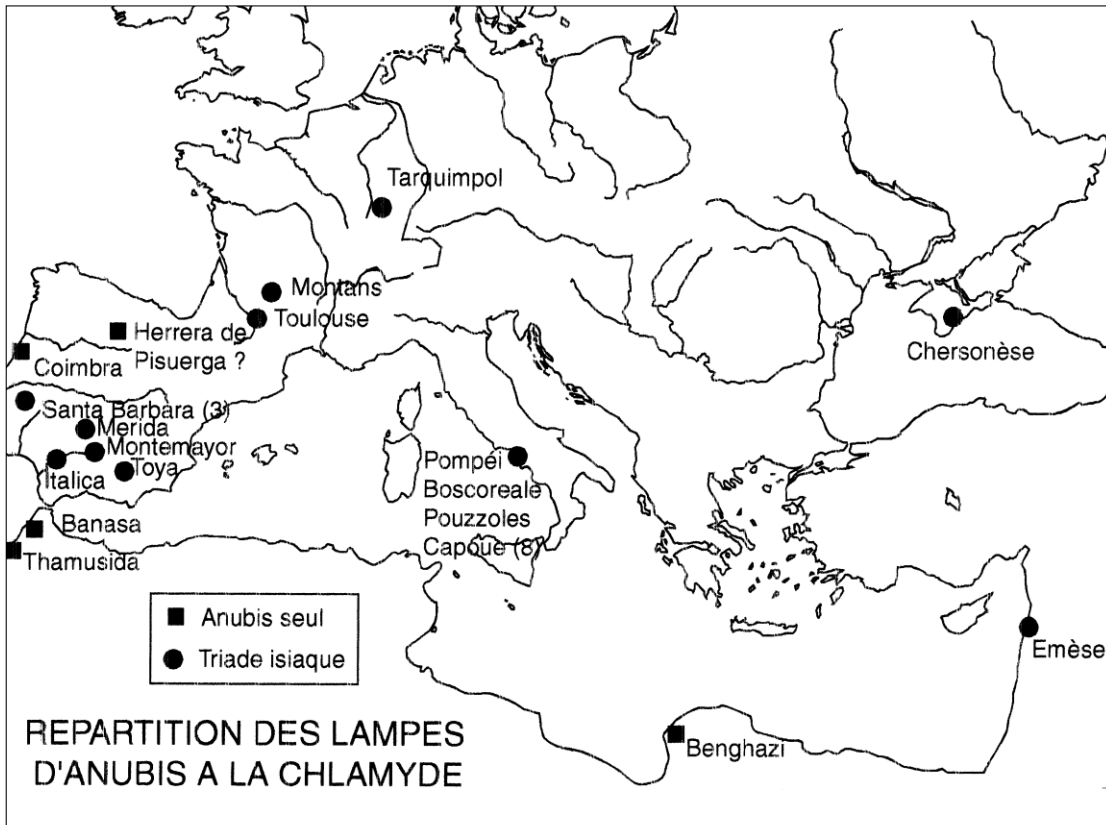 Tarquimpol
Montans
Toulouse
Herrera de
Pisuerga ?
Coimbra
Chersonèse
Santa Barbara (3)
Merida
Montemayor
Toya
Italica
Pompéi
Boscoreale
Pouzzoles
Capoue (8)
Banasa
Thamusida
Anubis seul
Triade isiaque
Emèse
Benghazi
REPARTITION DES LAMPES
D'ANUBIS A LA CHLAMYDE